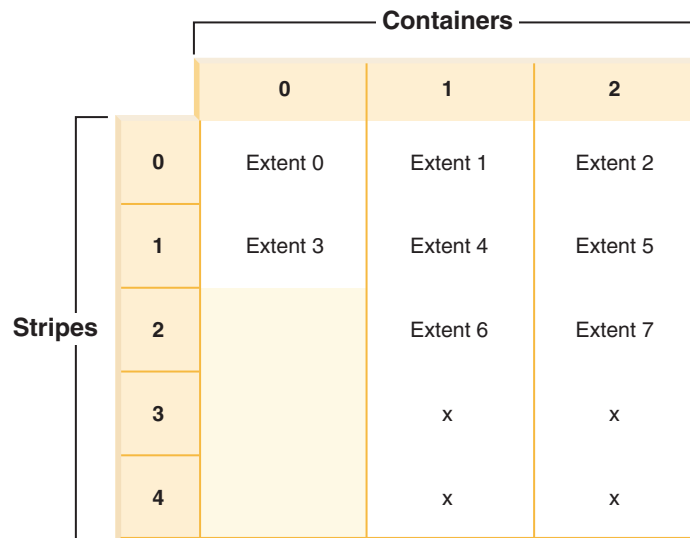 Containers
0 1 2
0 Extent 0 Extent 1 Extent 2
1 Extent 3 Extent 4 Extent 5
Stripes 2 Extent 6 Extent 7
3 x x
4 x x